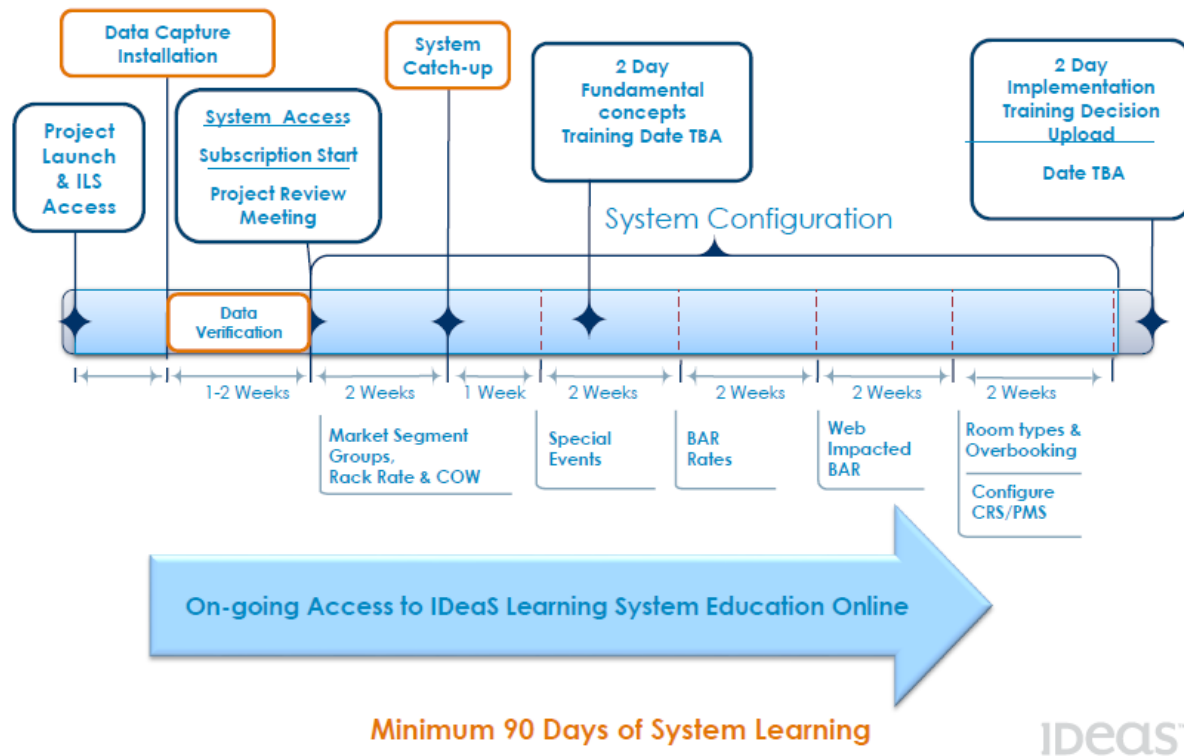 Data Capture
Installation
System
Catch-up
2 Day
Fundamental
concepts
Training Date TBA
2 Day
Implementation
Training Decision
Upload
Date TBA
Project
Launch
& ILS
Access
System Access
Subscription Start
Project Review
Meeting
System Configuration
Data
Verification
1-2 Weeks
2 Weeks
1 Week
2 Weeks
2 Weeks
2 Weeks
2 Weeks
Market Segment
Groups,
Rack Rate & COW
Special
Events
BAR
Rates
Web
Impacted
BAR
Room types &
Overbooking
Configure
CRS/PMS
On-going Access to IDeaS Learning System Education Online
Minimum 90 Days of System Learning
IDeaS